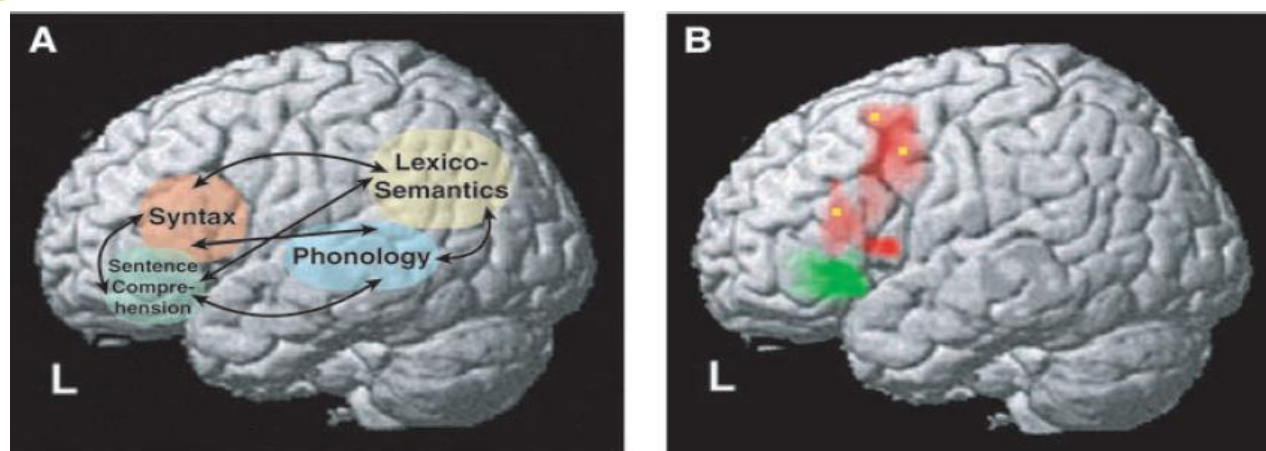 A
Lexico-
Semantics
Syntax
Phonology
Sentence
Compre-
hension
L
B
L